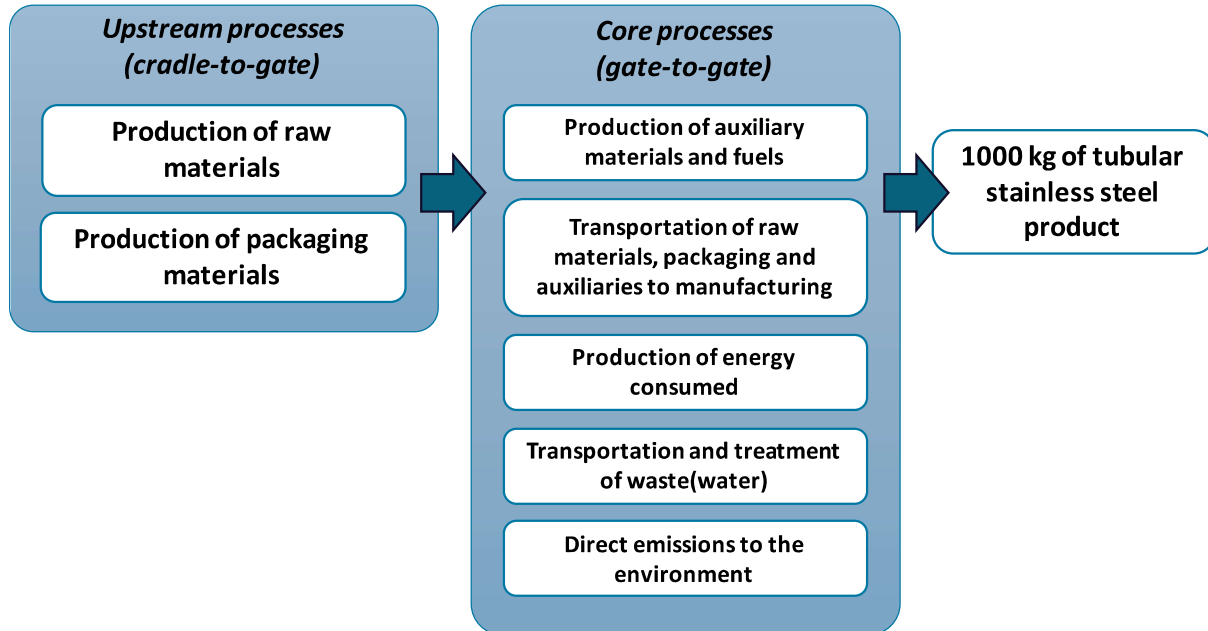 Upstream processes
(cradle-to-gate)
Production of raw
materials
Production of packaging
materials
Core processes
(gate-to-gate)
Production of auxiliary
materials and fuels
Transportation of raw
materials, packaging and
auxiliaries to manufacturing
Production of energy
consumed
Transportation and treatment
of waste(water)
Direct emissions to the
environment
1000 kg of tubular
stainless steel
product